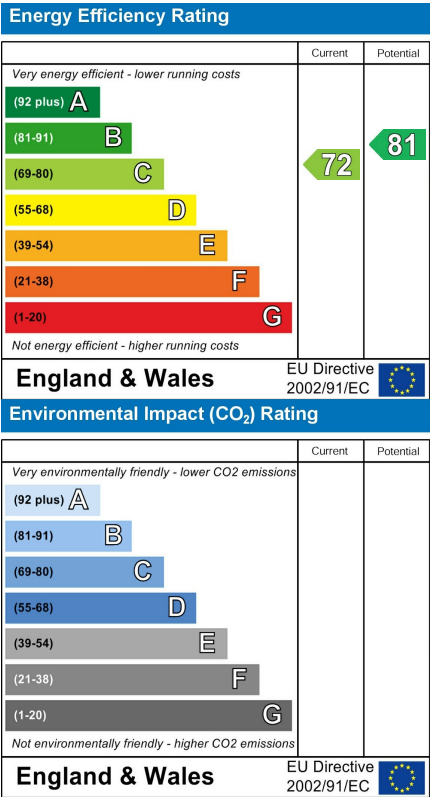 Energy Efficiency Rating
Current Potential
Very energy efficient - lower running costs
(92 plus) A
(81-91) B
81
(69-80) C
72
(55-68) D
(39-54) E
(21-38) F
(1-20) G
Not energy efficient - higher running costs
England & Wales
EU Directive
2002/91/EC
Environmental Impact (CO₂) Rating
Current Potential
Very environmentally friendly - lower CO2 emissions
(92 plus) A
(81-91) B
(69-80) C
(55-68) D
(39-54) E
(21-38) F
(1-20) G
Not environmentally friendly - higher CO2 emissions
England & Wales
EU Directive
2002/91/EC